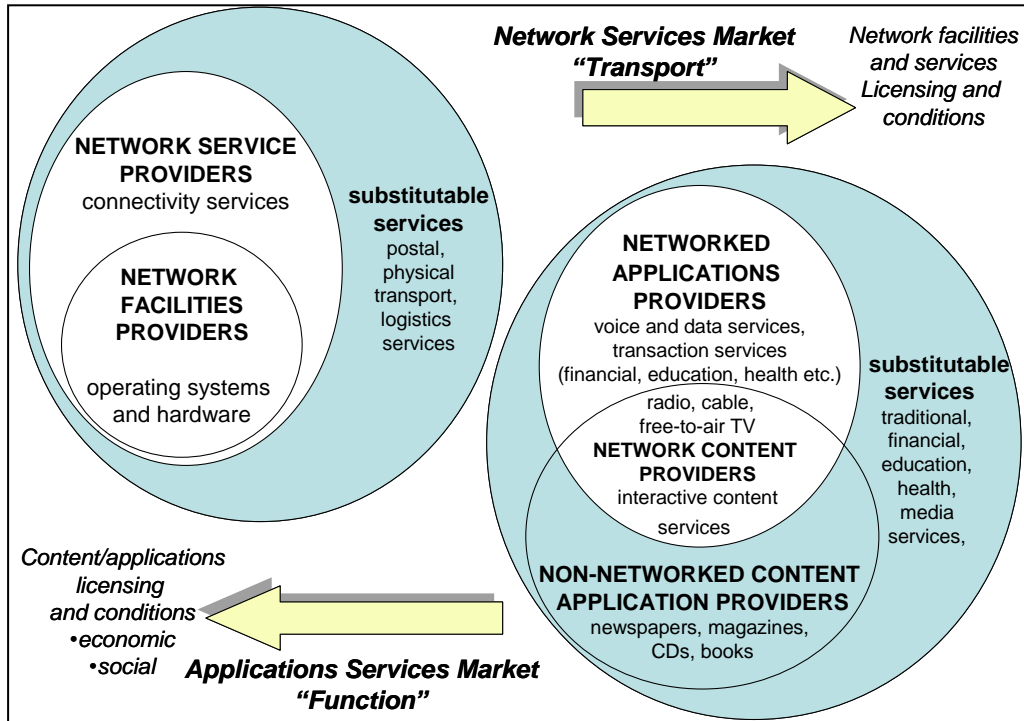 Network Services Market
“Transport”
Network facilities
and services
Licensing and
conditions
NETWORK SERVICE
PROVIDERS
connectivity services
NETWORK
FACILITIES
PROVIDERS
operating systems
and hardware
substitutable
services
postal,
physical
transport,
logistics
services
NETWORKED
APPLICATIONS
PROVIDERS
voice and data services,
transaction services
(financial, education, health etc.)
radio, cable,
free-to-air TV
NETWORK CONTENT
PROVIDERS
interactive content
services
NON-NETWORKED CONTENT
APPLICATION PROVIDERS
newspapers, magazines,
CDs, books
substitutable
services
traditional,
financial,
education,
health,
media
services,
Content/applications
licensing
and conditions
•economic
•social
Applications Services Market
“Function”